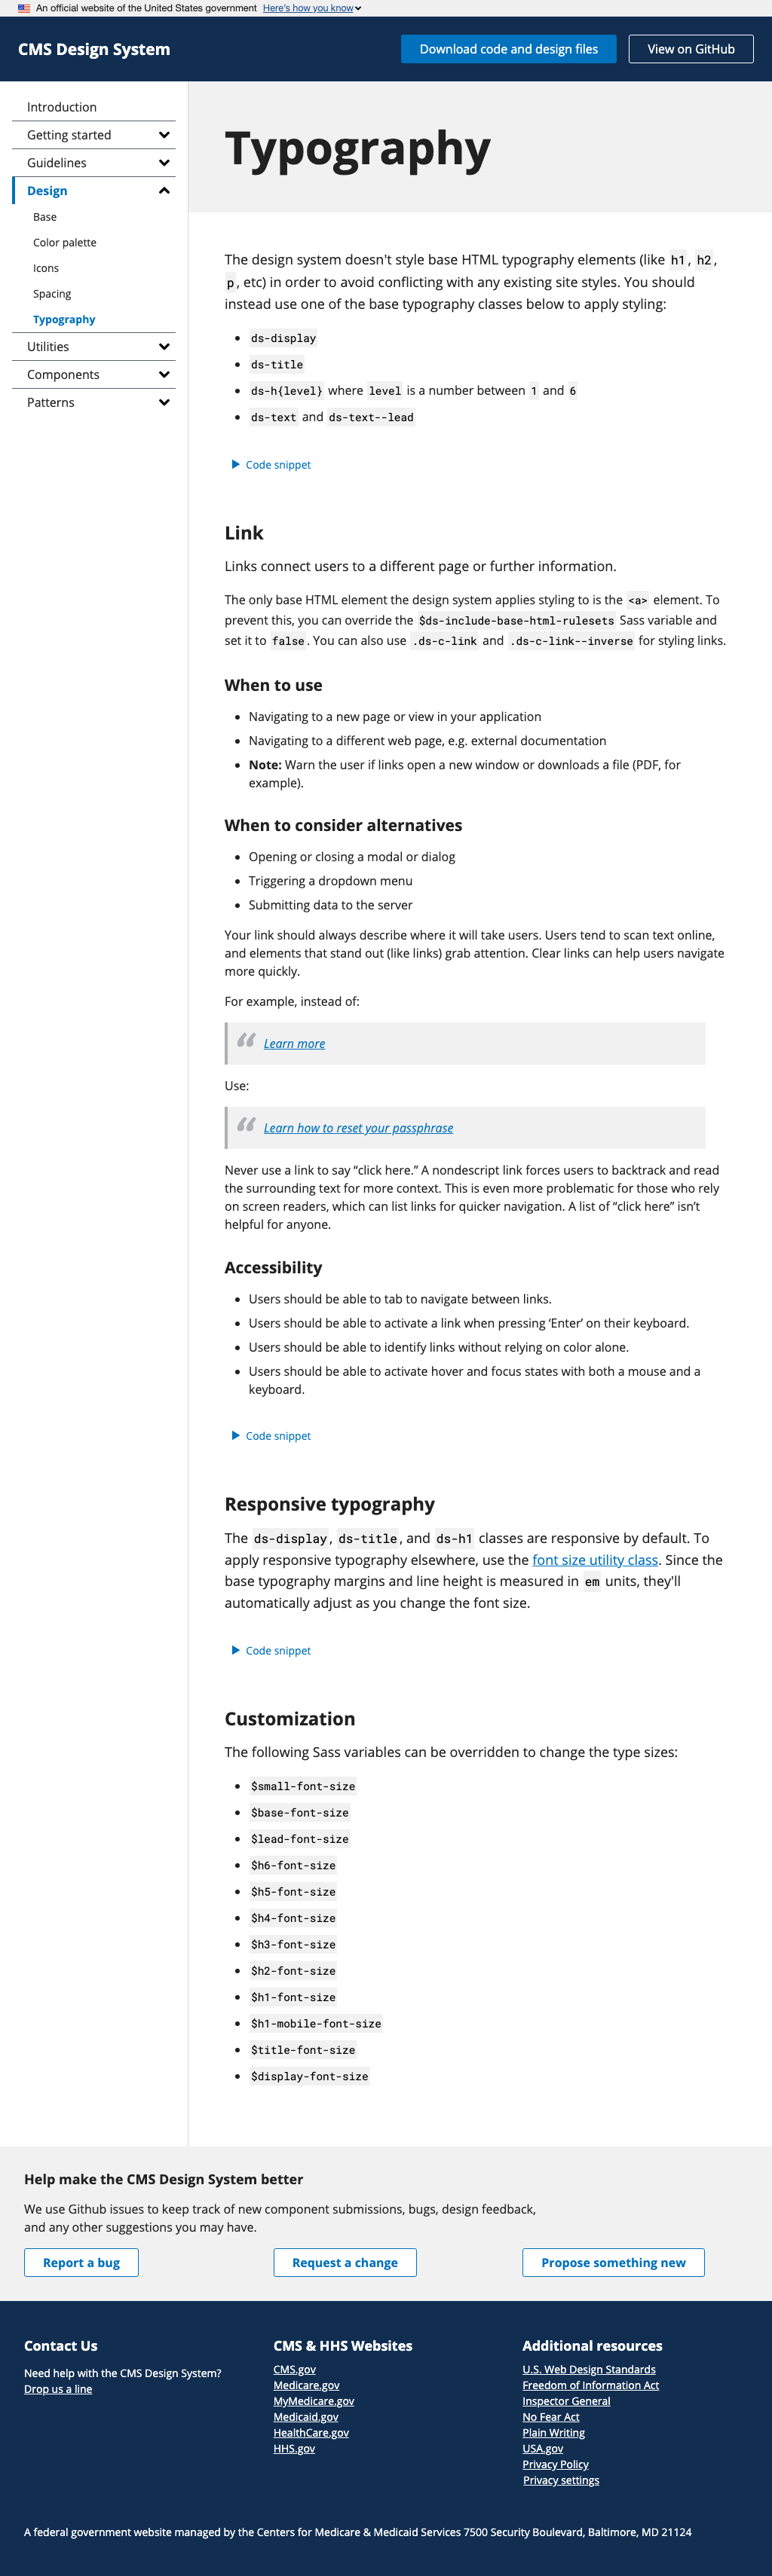 An official website of the United States government Here's how you know
CMS Design System
Download code and design files
View on GitHub
Introduction
Getting started
Guidelines
Design
Base
Color palette
Icons
Spacing
Typography
Utilities
Components
Patterns
Typography
The design system doesn't style base HTML typography elements (like h1, h2,
p, etc) in order to avoid conflicting with any existing site styles. You should
instead use one of the base typography classes below to apply styling:
ds-display
ds-title
ds-h{level} where level is a number between 1 and 6
ds-text and ds-text--lead
Code snippet
Link
Links connect users to a different page or further information.
The only base HTML element the design system applies styling to is the <a> element. To
prevent this, you can override the $ds-include-base-html-rulesets Sass variable and
set it to false. You can also use .ds-c-link and .ds-c-link--inverse for styling links.
When to use
Navigating to a new page or view in your application
Navigating to a different web page, e.g. external documentation
Note: Warn the user if links open a new window or downloads a file (PDF, for
example).
When to consider alternatives
Opening or closing a modal or dialog
Triggering a dropdown menu
Submitting data to the server
Your link should always describe where it will take users. Users tend to scan text online,
and elements that stand out (like links) grab attention. Clear links can help users navigate
more quickly.
For example, instead of:
“ Learn more
Use:
“ Learn how to reset your passphrase
Never use a link to say “click here.” A nondescript link forces users to backtrack and read
the surrounding text for more context. This is even more problematic for those who rely
on screen readers, which can list links for quicker navigation. A list of “click here” isn’t
helpful for anyone.
Accessibility
Users should be able to tab to navigate between links.
Users should be able to activate a link when pressing ‘Enter’ on their keyboard.
Users should be able to identify links without relying on color alone.
Users should be able to activate hover and focus states with both a mouse and a
keyboard.
Code snippet
Responsive typography
The ds-display, ds-title, and ds-h1 classes are responsive by default. To
apply responsive typography elsewhere, use the font size utility class. Since the
base typography margins and line height is measured in em units, they'll
automatically adjust as you change the font size.
Code snippet
Customization
The following Sass variables can be overridden to change the type sizes:
$small-font-size
$base-font-size
$lead-font-size
$h6-font-size
$h5-font-size
$h4-font-size
$h3-font-size
$h2-font-size
$h1-font-size
$h1-mobile-font-size
$title-font-size
$display-font-size
Help make the CMS Design System better
We use Github issues to keep track of new component submissions, bugs, design feedback,
and any other suggestions you may have.
Report a bug
Request a change
Propose something new
Contact Us
Need help with the CMS Design System?
Drop us a line
CMS & HHS Websites
CMS.gov
Medicare.gov
MyMedicare.gov
Medicaid.gov
HealthCare.gov
HHS.gov
Additional resources
U.S. Web Design Standards
Freedom of Information Act
Inspector General
No Fear Act
Plain Writing
USA.gov
Privacy Policy
Privacy settings
A federal government website managed by the Centers for Medicare & Medicaid Services 7500 Security Boulevard, Baltimore, MD 21124